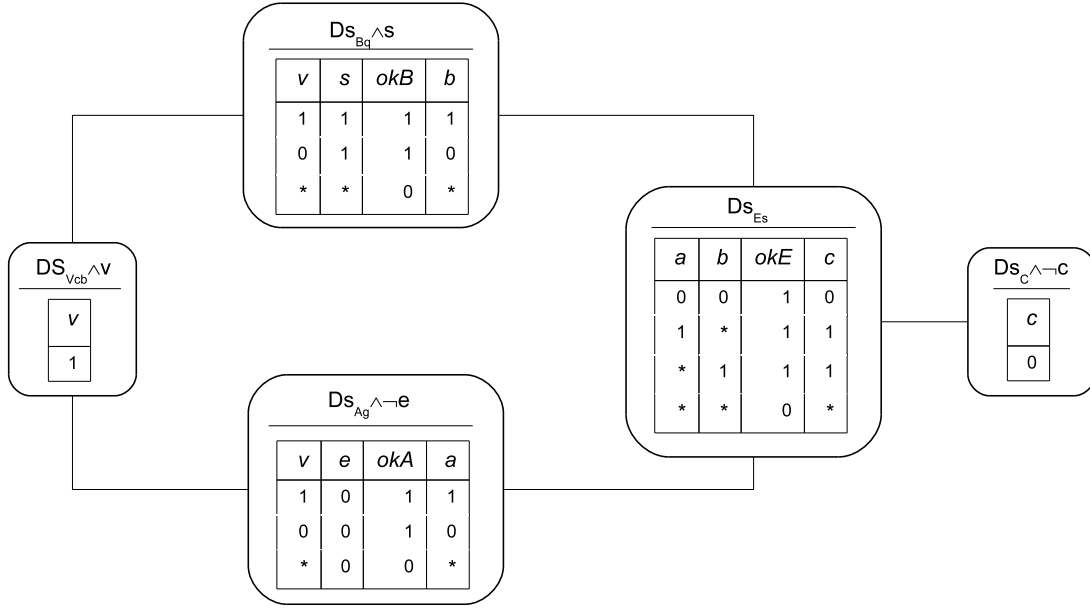 Ds_Bq∧s
v s okB b
1 1 1 1
0 1 1 0
* * 0 *
DS_Vcb∧v
v
1
Ds_Es
a b okE c
0 0 1 0
1 * 1 1
* 1 1 1
* * 0 *
Ds_C∧¬c
c
0
Ds_Ag∧¬e
v e okA a
1 0 1 1
0 0 1 0
* 0 0 *